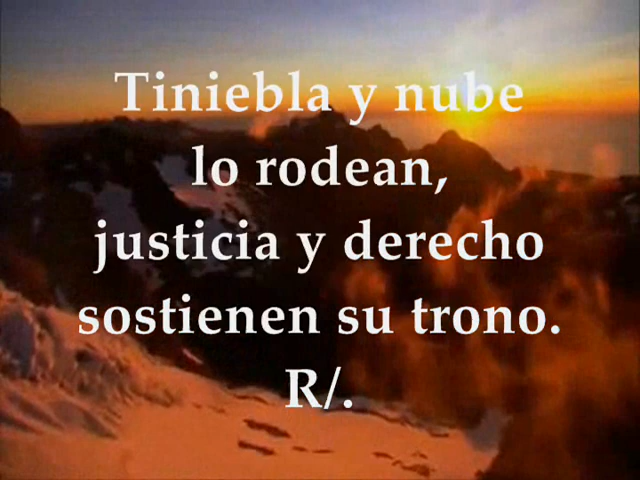 Tiniebla y nube
lo rodean,
justicia y derecho
sostienen su trono.
R/.